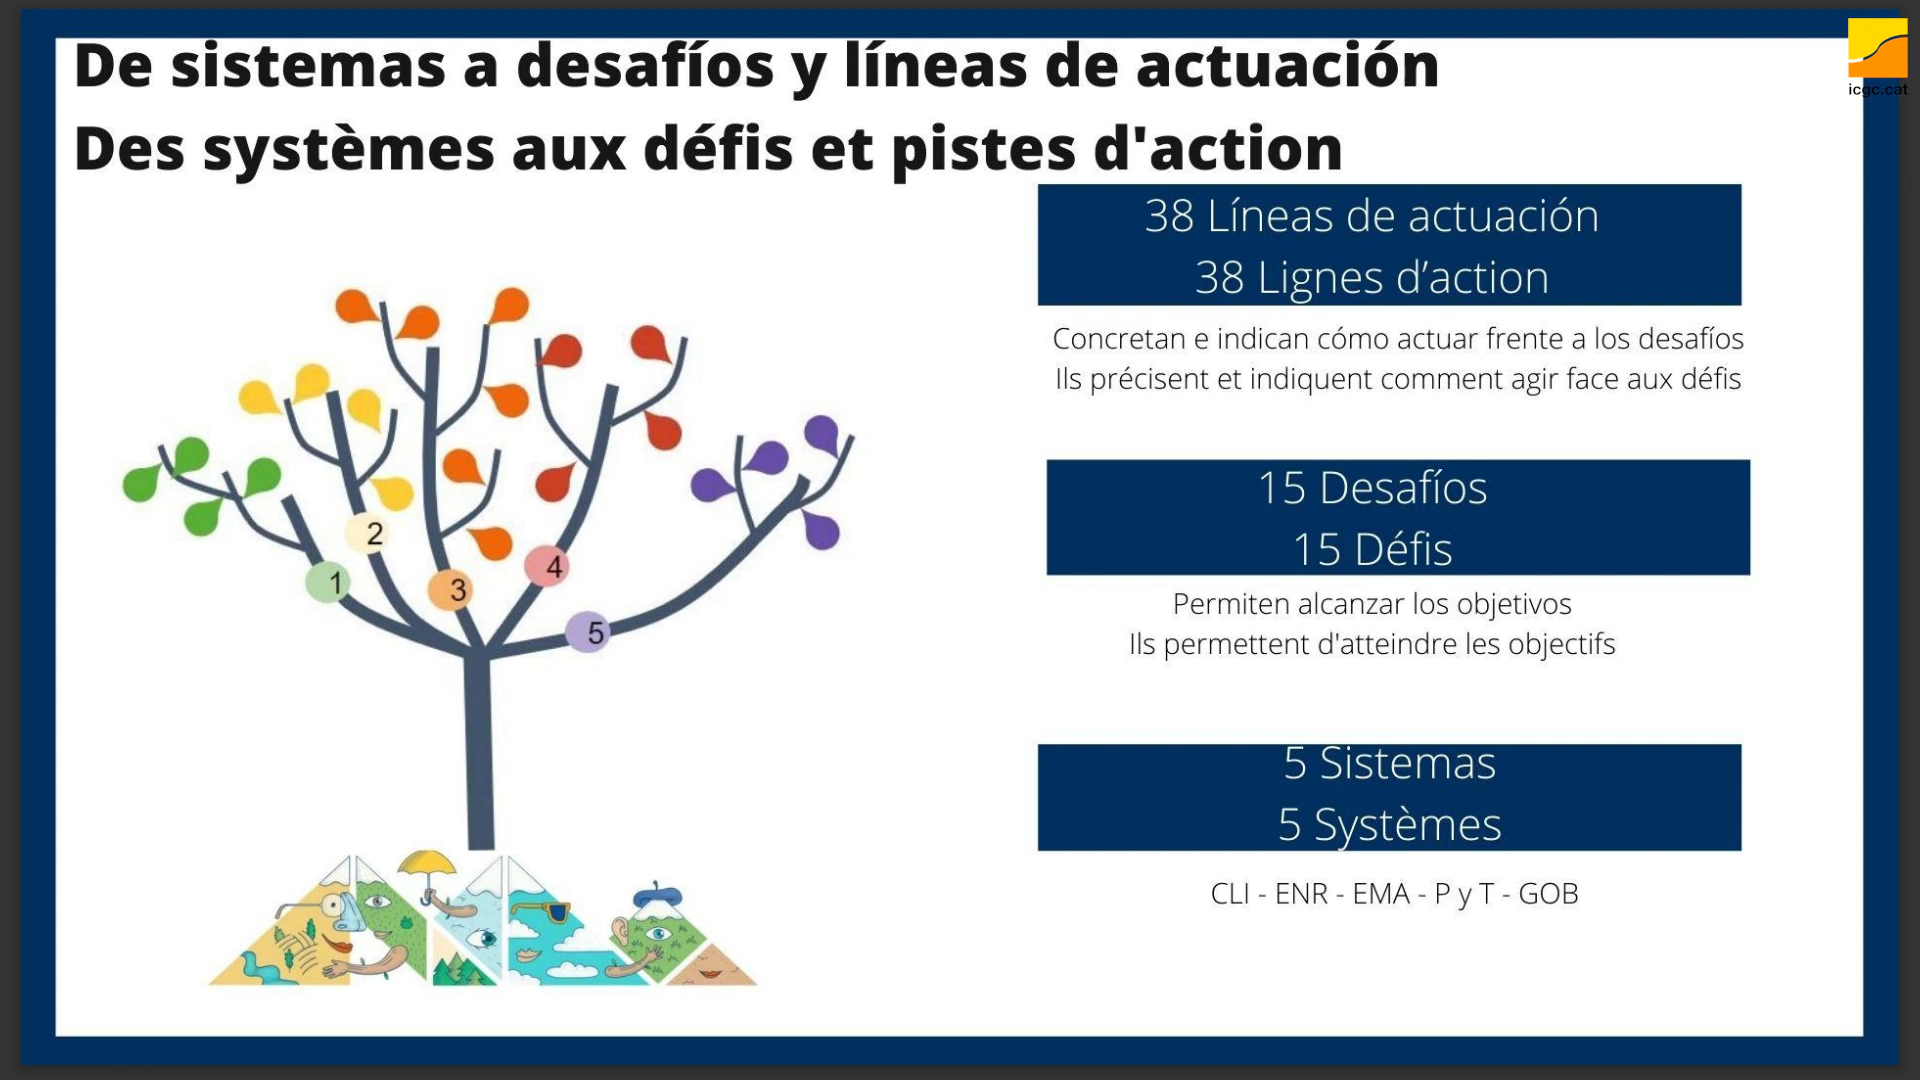 De sistemas a desafíos y líneas de actuación
Des systèmes aux défis et pistes d'action
icgc.cat
38 Líneas de actuación
38 Lignes d’action
Concretan e indican cómo actuar frente a los desafíos
Ils précisent et indiquent comment agir face aux défis
15 Desafíos
15 Défis
Permiten alcanzar los objetivos
Ils permettent d'atteindre les objectifs
5 Sistemas
5 Systèmes
CLI - ENR - EMA - P y T - GOB
1
2
3
4
5